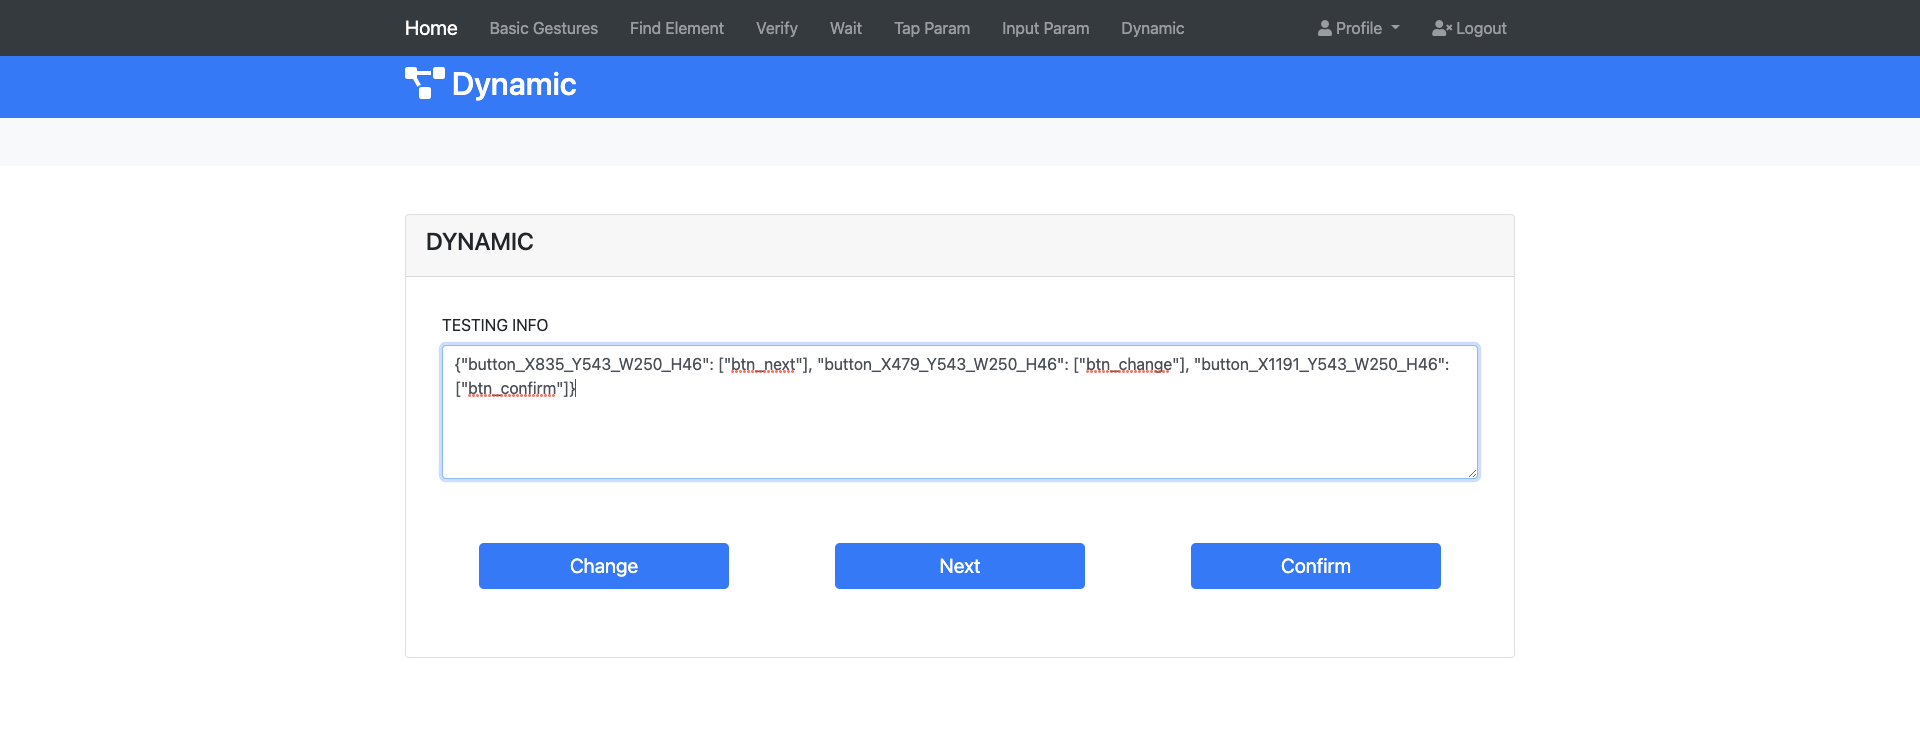 Home Basic Gestures Find Element Verify Wait Tap Param Input Param Dynamic Profile Logout
Dynamic
DYNAMIC
TESTING INFO
{"button_X835_Y543_W250_H46": ["btn_next"], "button_X479_Y543_W250_H46": ["btn_change"], "button_X1191_Y543_W250_H46":
["btn_confirm"]}
Change Next Confirm